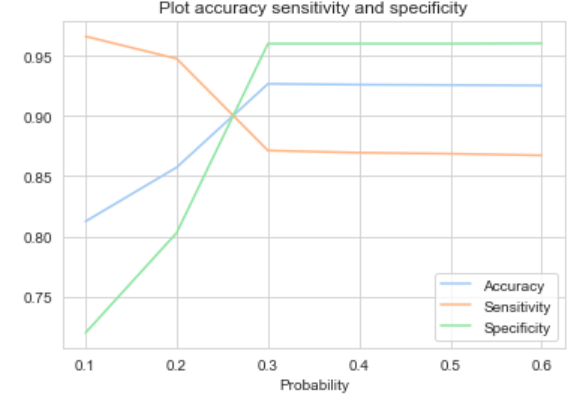 Plot accuracy sensitivity and specificity
0.95
0.90
0.85
0.80
0.75
Accuracy
Sensitivity
Specificity
0.1 0.2 0.3 0.4 0.5 0.6
Probability